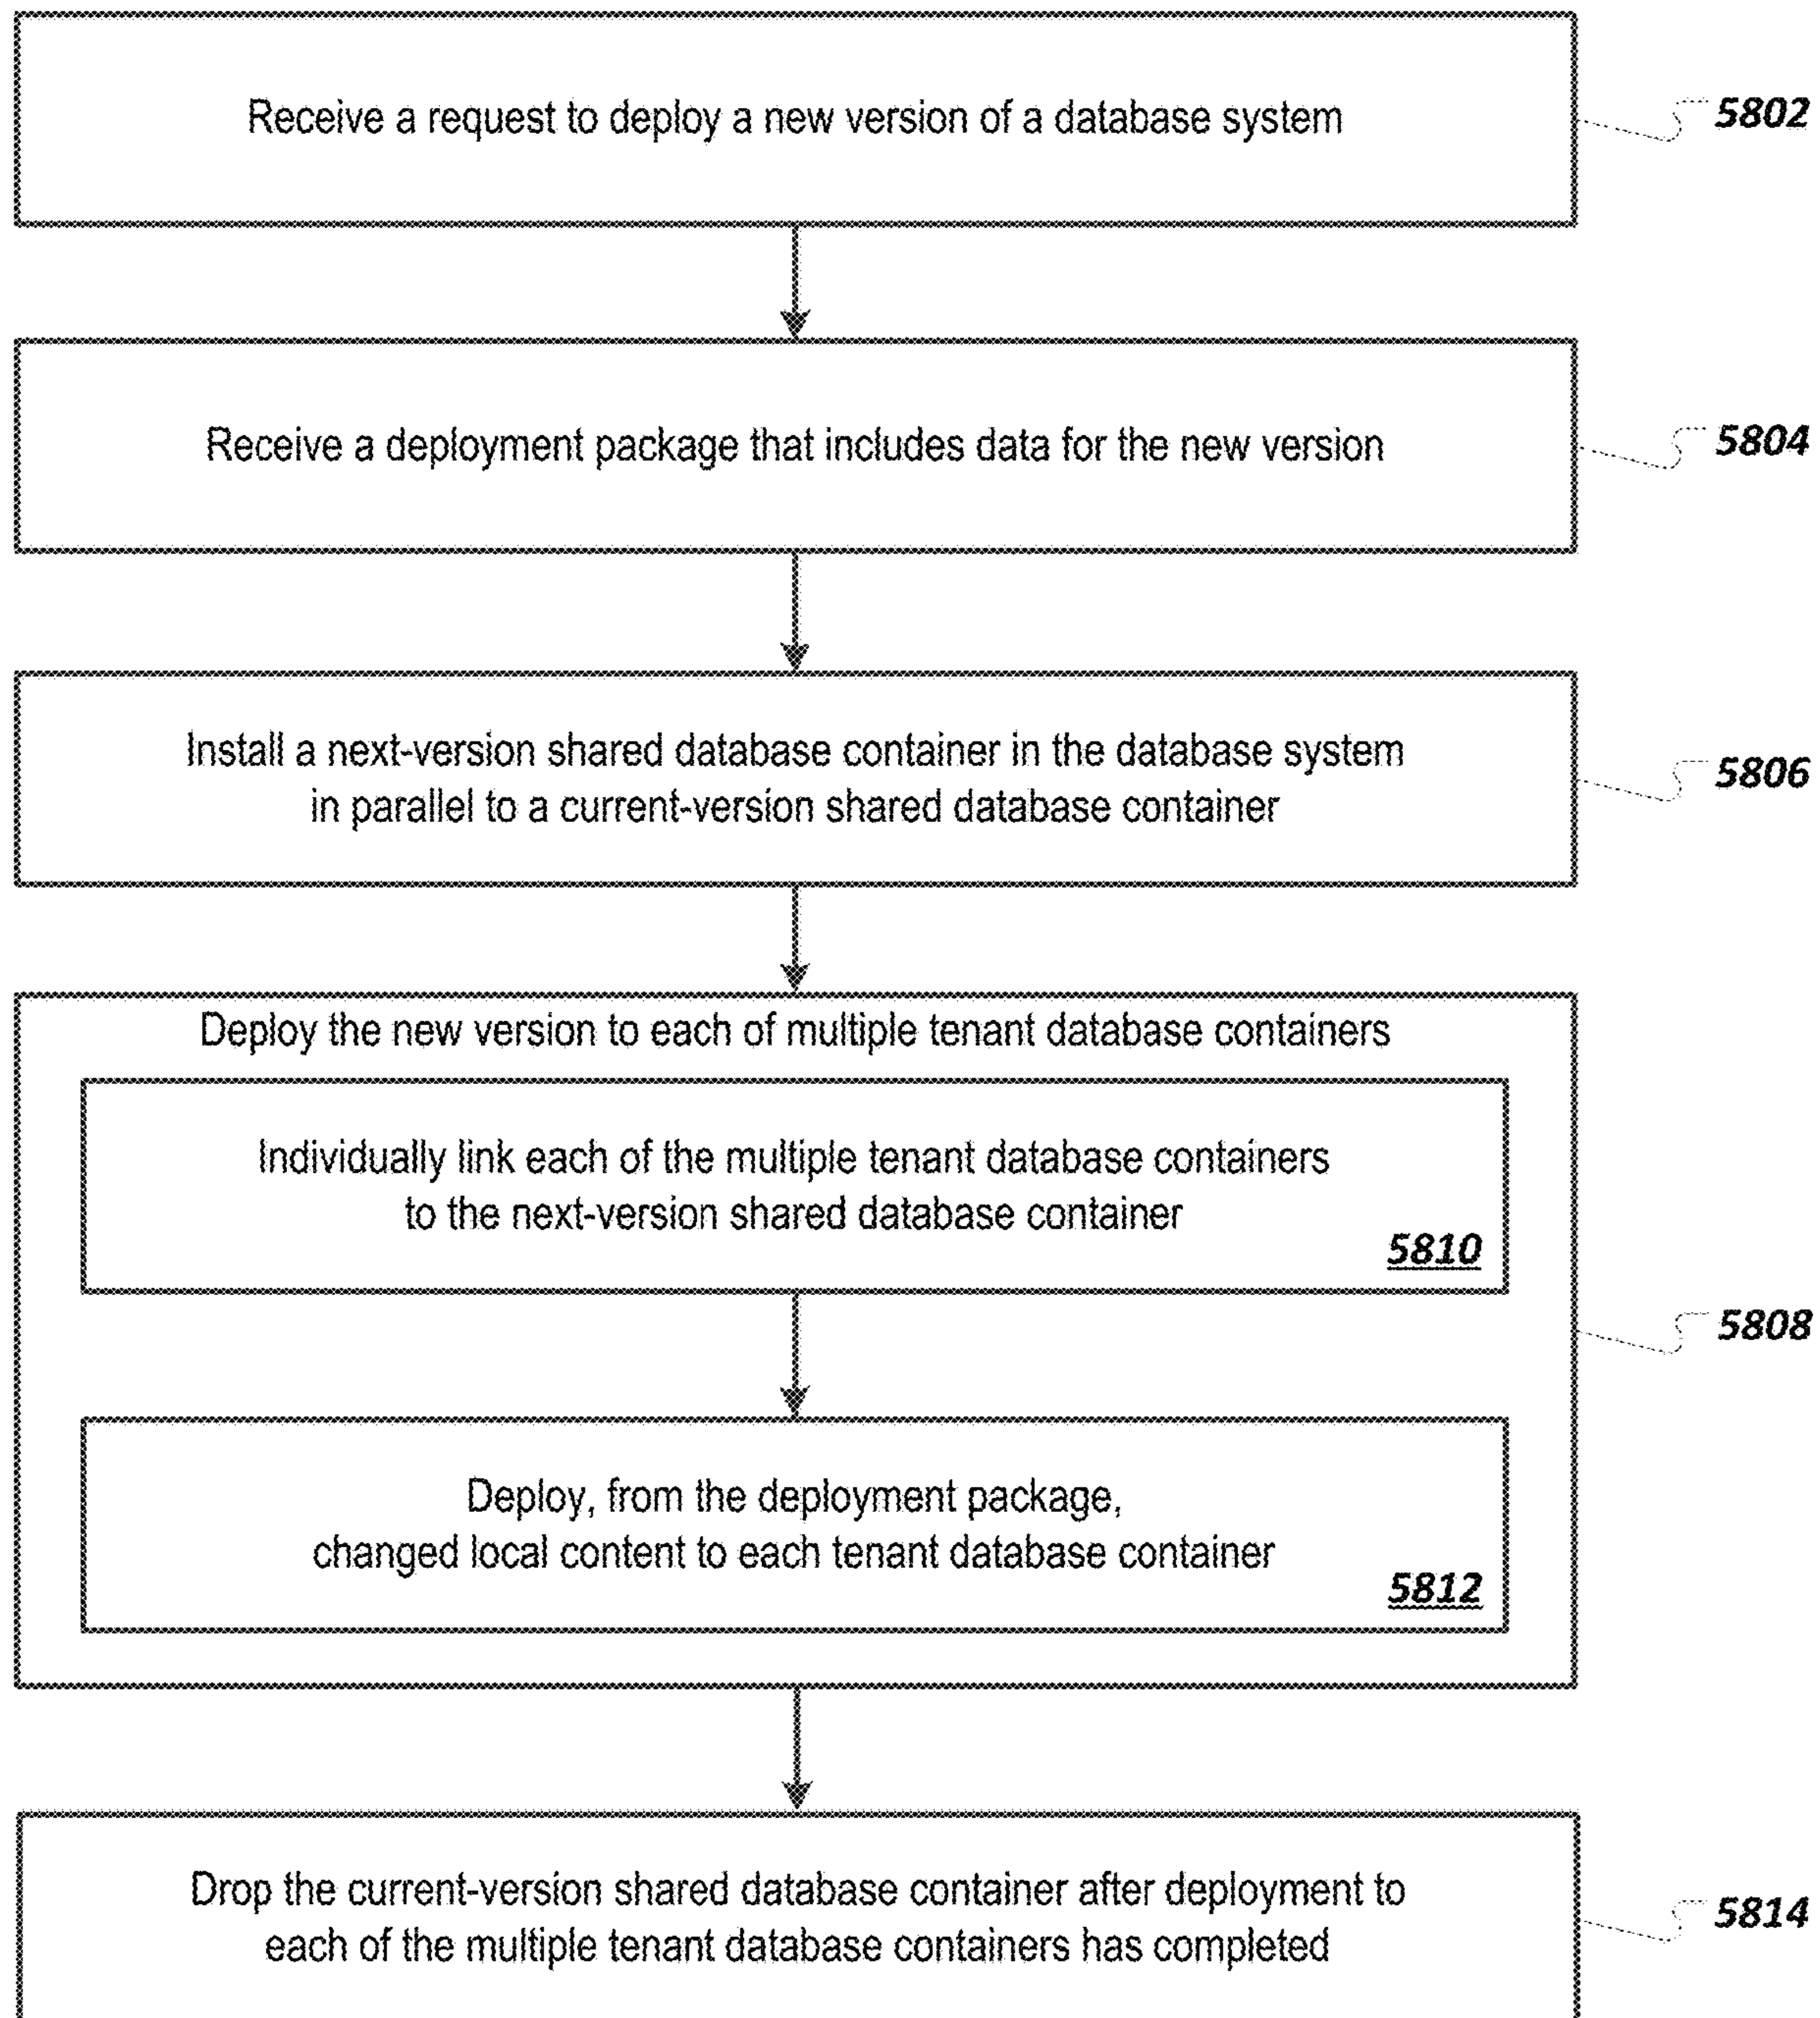 Receive a request to deploy a new version of a database system
5802
Receive a deployment package that includes data for the new version
5804
Install a next-version shared database container in the database system
in parallel to a current-version shared database container
5806
Deploy the new version to each of multiple tenant database containers
Individually link each of the multiple tenant database containers
to the next-version shared database container
5810
5808
Deploy, from the deployment package,
changed local content to each tenant database container
5812
Drop the current-version shared database container after deployment to
each of the multiple tenant database containers has completed
5814